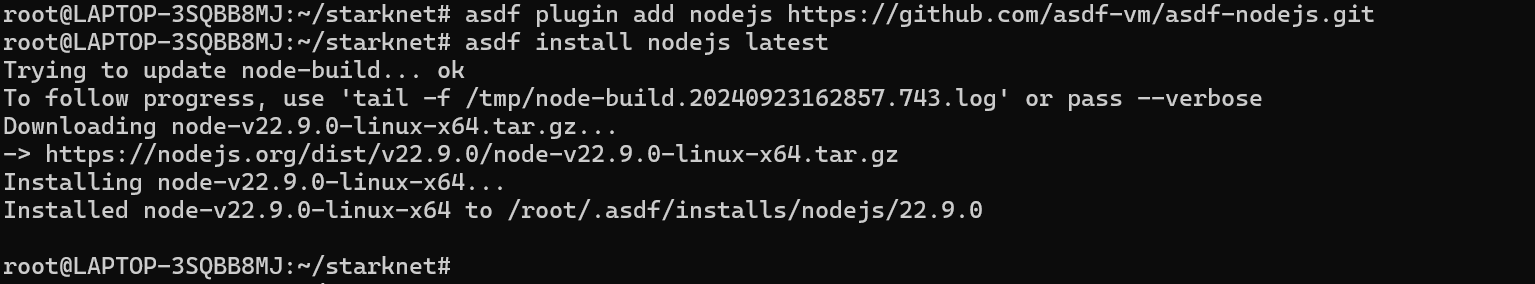 root@LAPTOP-3SQBB8MJ:~/starknet# asdf plugin add nodejs https://github.com/asdf-vm/asdf-nodejs.git
root@LAPTOP-3SQBB8MJ:~/starknet# asdf install nodejs latest
Trying to update node-build... ok
To follow progress, use 'tail -f /tmp/node-build.20240923162857.743.log' or pass --verbose
Downloading node-v22.9.0-linux-x64.tar.gz...
-> https://nodejs.org/dist/v22.9.0/node-v22.9.0-linux-x64.tar.gz
Installing node-v22.9.0-linux-x64...
Installed node-v22.9.0-linux-x64 to /root/.asdf/installs/nodejs/22.9.0
root@LAPTOP-3SQBB8MJ:~/starknet#